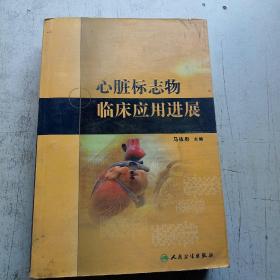 心脏标志物
临床应用进展
马依彤 主编
人民卫生出版社